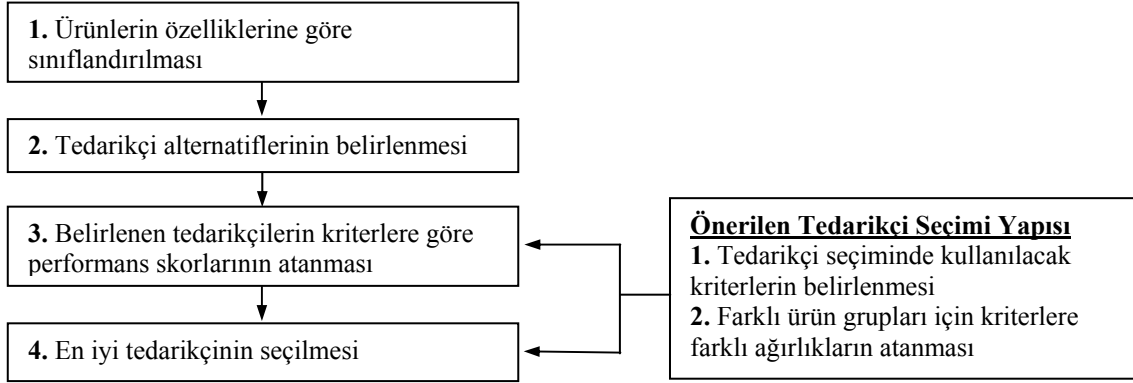 1. Ürünlerin özelliklerine göre
sınıflandırılması
2. Tedarikçi alternatiflerinin belirlenmesi
3. Belirlenen tedarikçilerin kriterlere göre
performans skorlarının atanması
4. En iyi tedarikçinin seçilmesi
Önerilen Tedarikçi Seçimi Yapısı
1. Tedarikçi seçiminde kullanılacak
kriterlerin belirlenmesi
2. Farklı ürün grupları için kriterlere
farklı ağırlıkların atanması